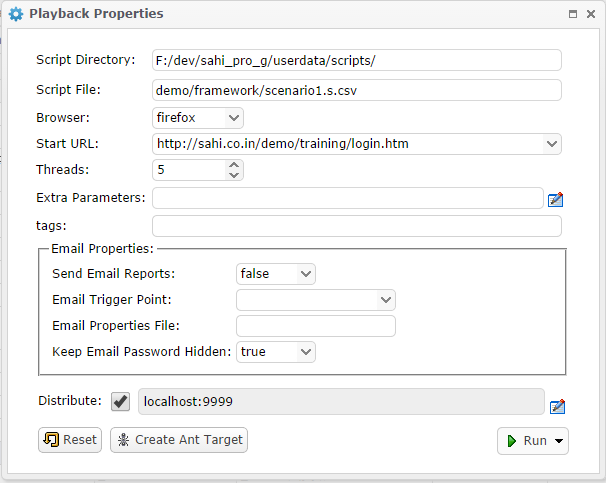 Playback Properties
Script Directory: F:/dev/sahi_pro_g/userdata/scripts/
Script File: demo/framework/scenario1.s.csv
Browser: firefox
Start URL: http://sahi.co.in/demo/training/login.htm
Threads: 5
Extra Parameters:
tags:
Email Properties:
Send Email Reports: false
Email Trigger Point:
Email Properties File:
Keep Email Password Hidden: true
Distribute: localhost:9999
Reset Create Ant Target Run